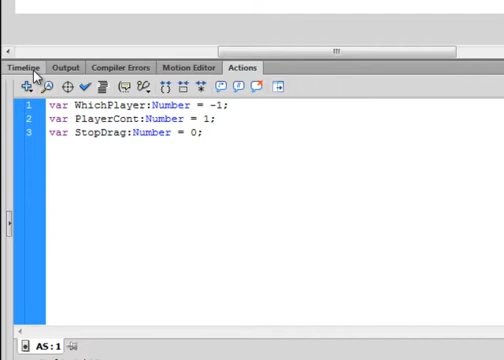 Timeline Output Compiler Errors Motion Editor Actions
1 var WhichPlayer:Number = -1;
2 var PlayerCont:Number = 1;
3 var StopDrag:Number = 0;
AS:1